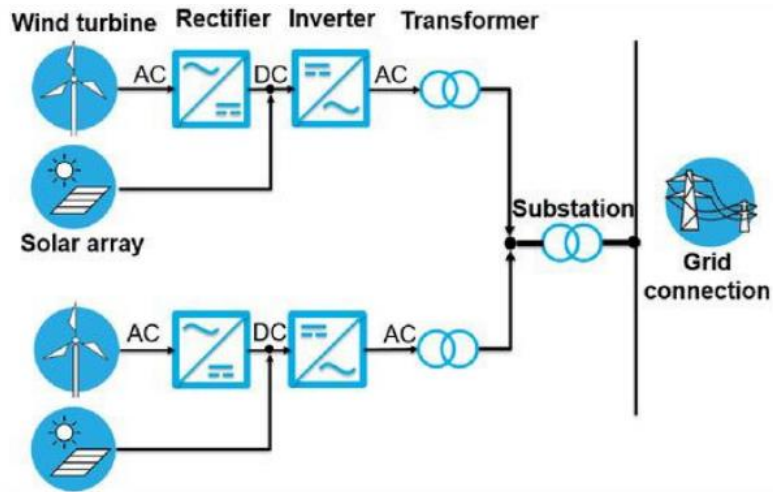 Wind turbine Rectifier Inverter Transformer
AC DC AC
Solar array
Substation
Grid
connection
AC DC AC